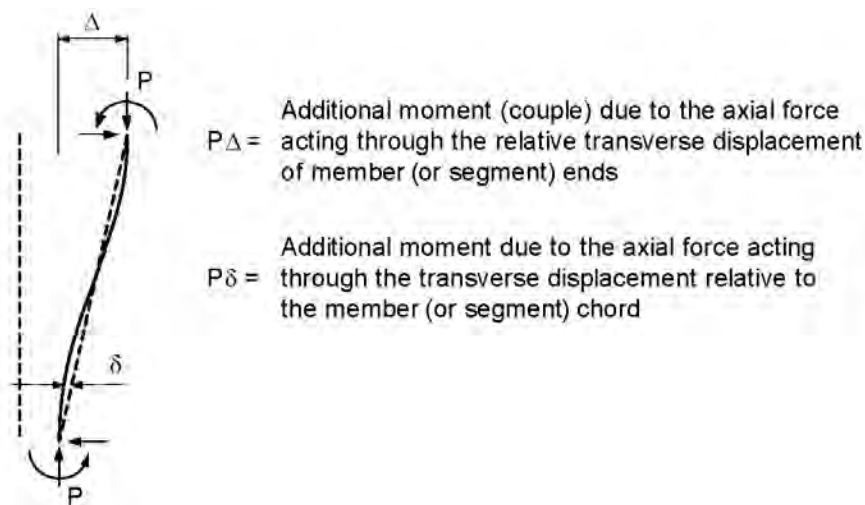 Δ
P
Additional moment (couple) due to the axial force
PΔ = acting through the relative transverse displacement
of member (or segment) ends
Additional moment due to the axial force acting
Pδ = through the transverse displacement relative to
the member (or segment) chord
δ
P